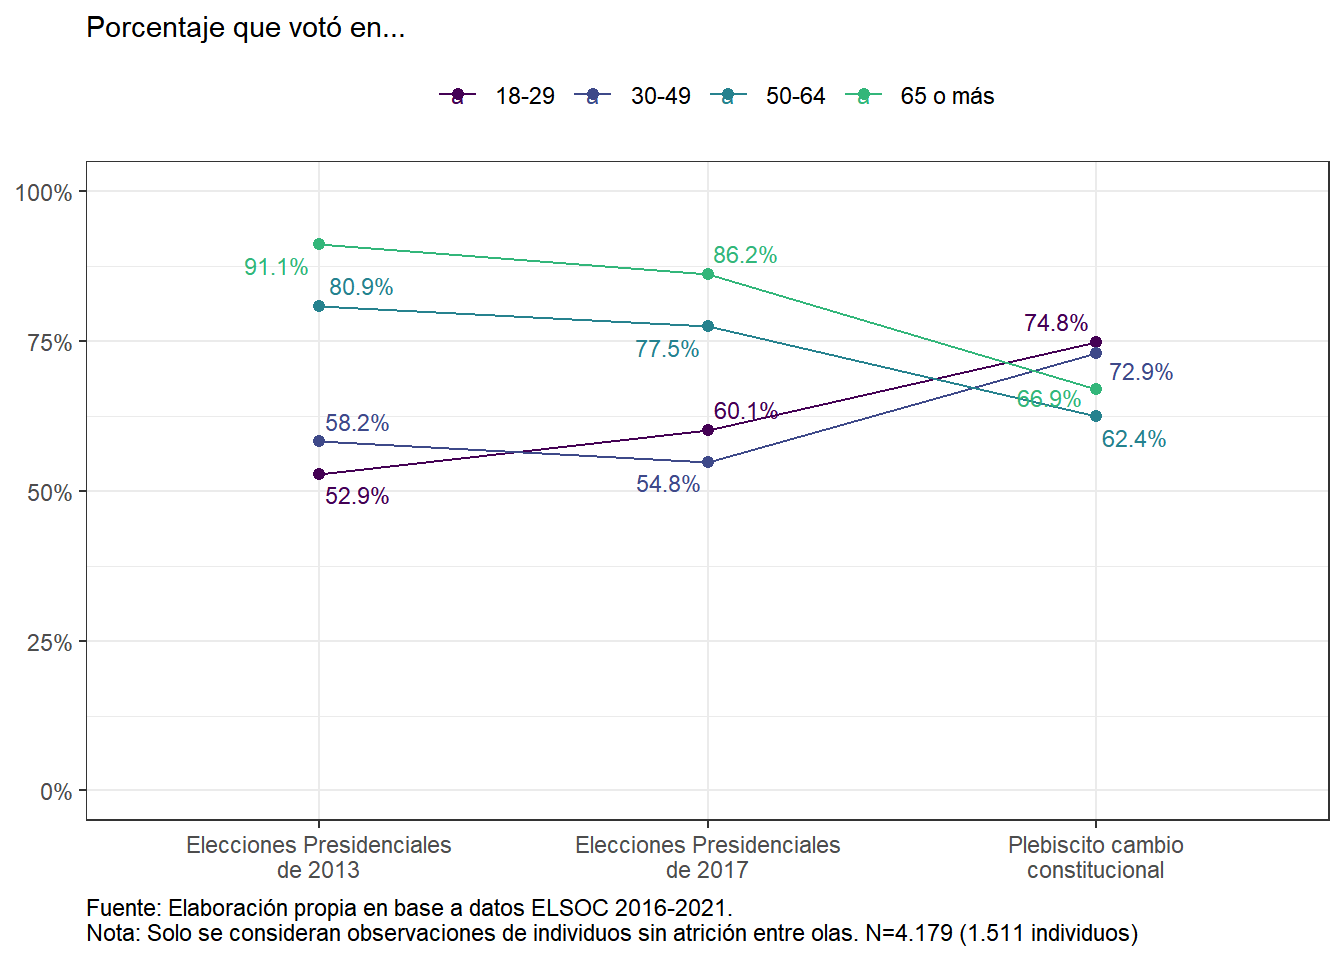 Porcentaje que votó en...
a 18-29 a 30-49 a 50-64 a 65 o más
100%
75%
50%
25%
0%
91.1%
80.9%
58.2%
52.9%
86.2%
77.5%
60.1%
54.8%
74.8%
72.9%
66.9%
62.4%
Elecciones Presidenciales
de 2013
Elecciones Presidenciales
de 2017
Plebiscito cambio
constitucional
Fuente: Elaboración propia en base a datos ELSOC 2016-2021.
Nota: Solo se consideran observaciones de individuos sin atrición entre olas. N=4.179 (1.511 individuos)